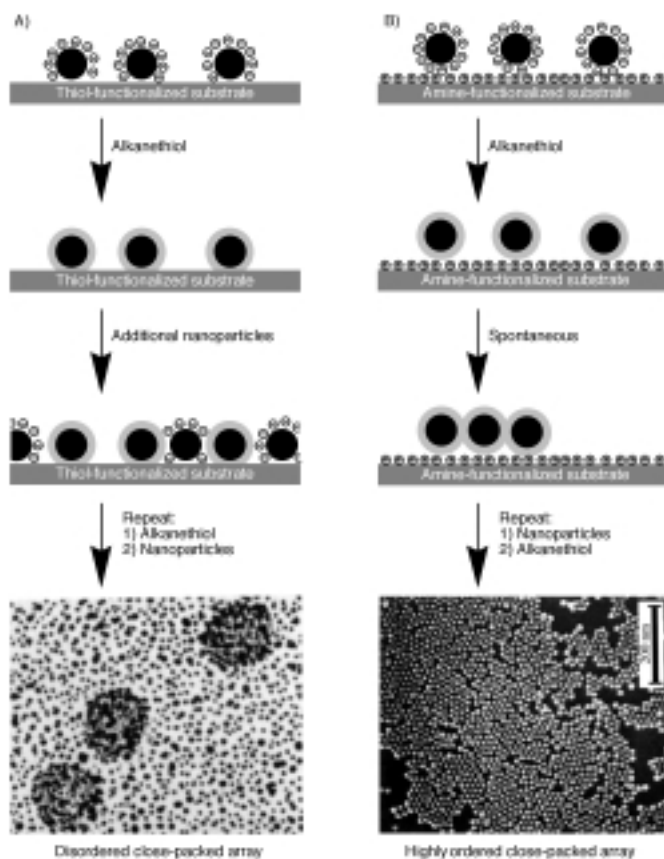 A)
Thiol-functionalized substrate
Alkanethiol
Thiol-functionalized substrate
Additional nanoparticles
Thiol-functionalized substrate
Repeat:
1) Alkanethiol
2) Nanoparticles
Disordered close-packed array
B)
Amine-functionalized substrate
Alkanethiol
Amine-functionalized substrate
Spontaneous
Amine-functionalized substrate
Repeat:
1) Nanoparticles
2) Alkanethiol
Highly ordered close-packed array